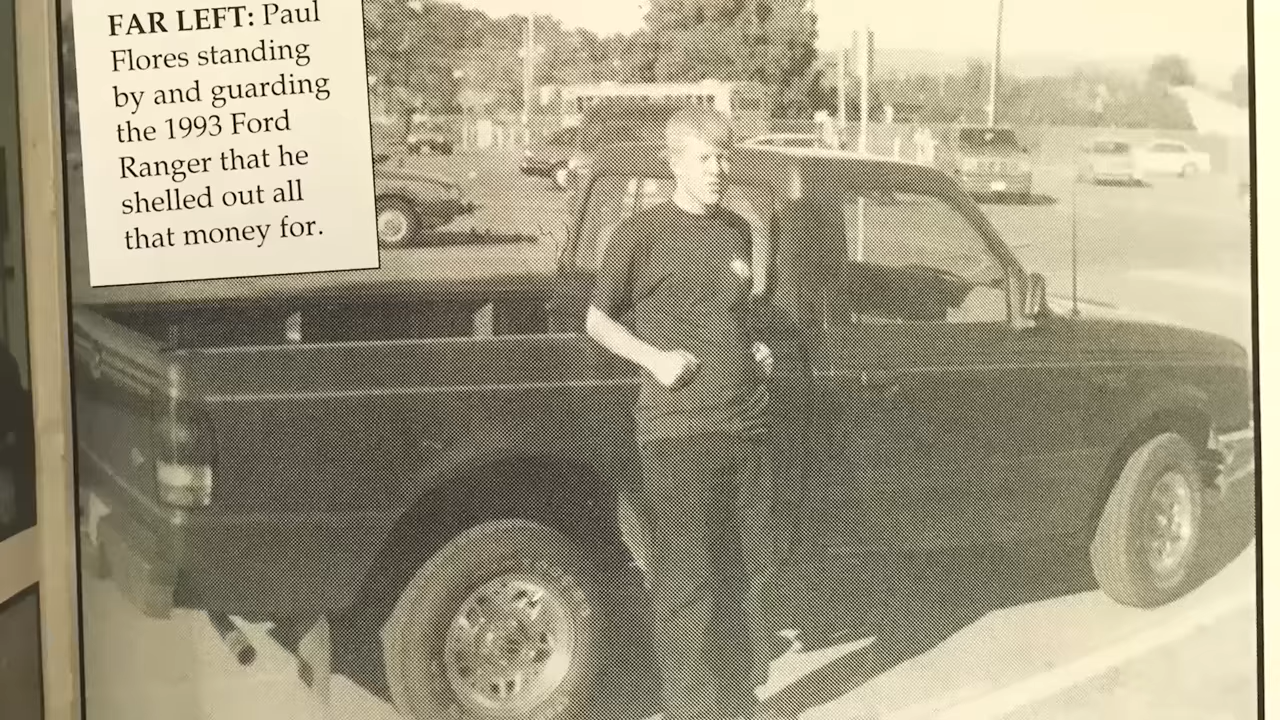 FAR LEFT: Paul
Flores standing
by and guarding
the 1993 Ford
Ranger that he
shelled out all
that money for.